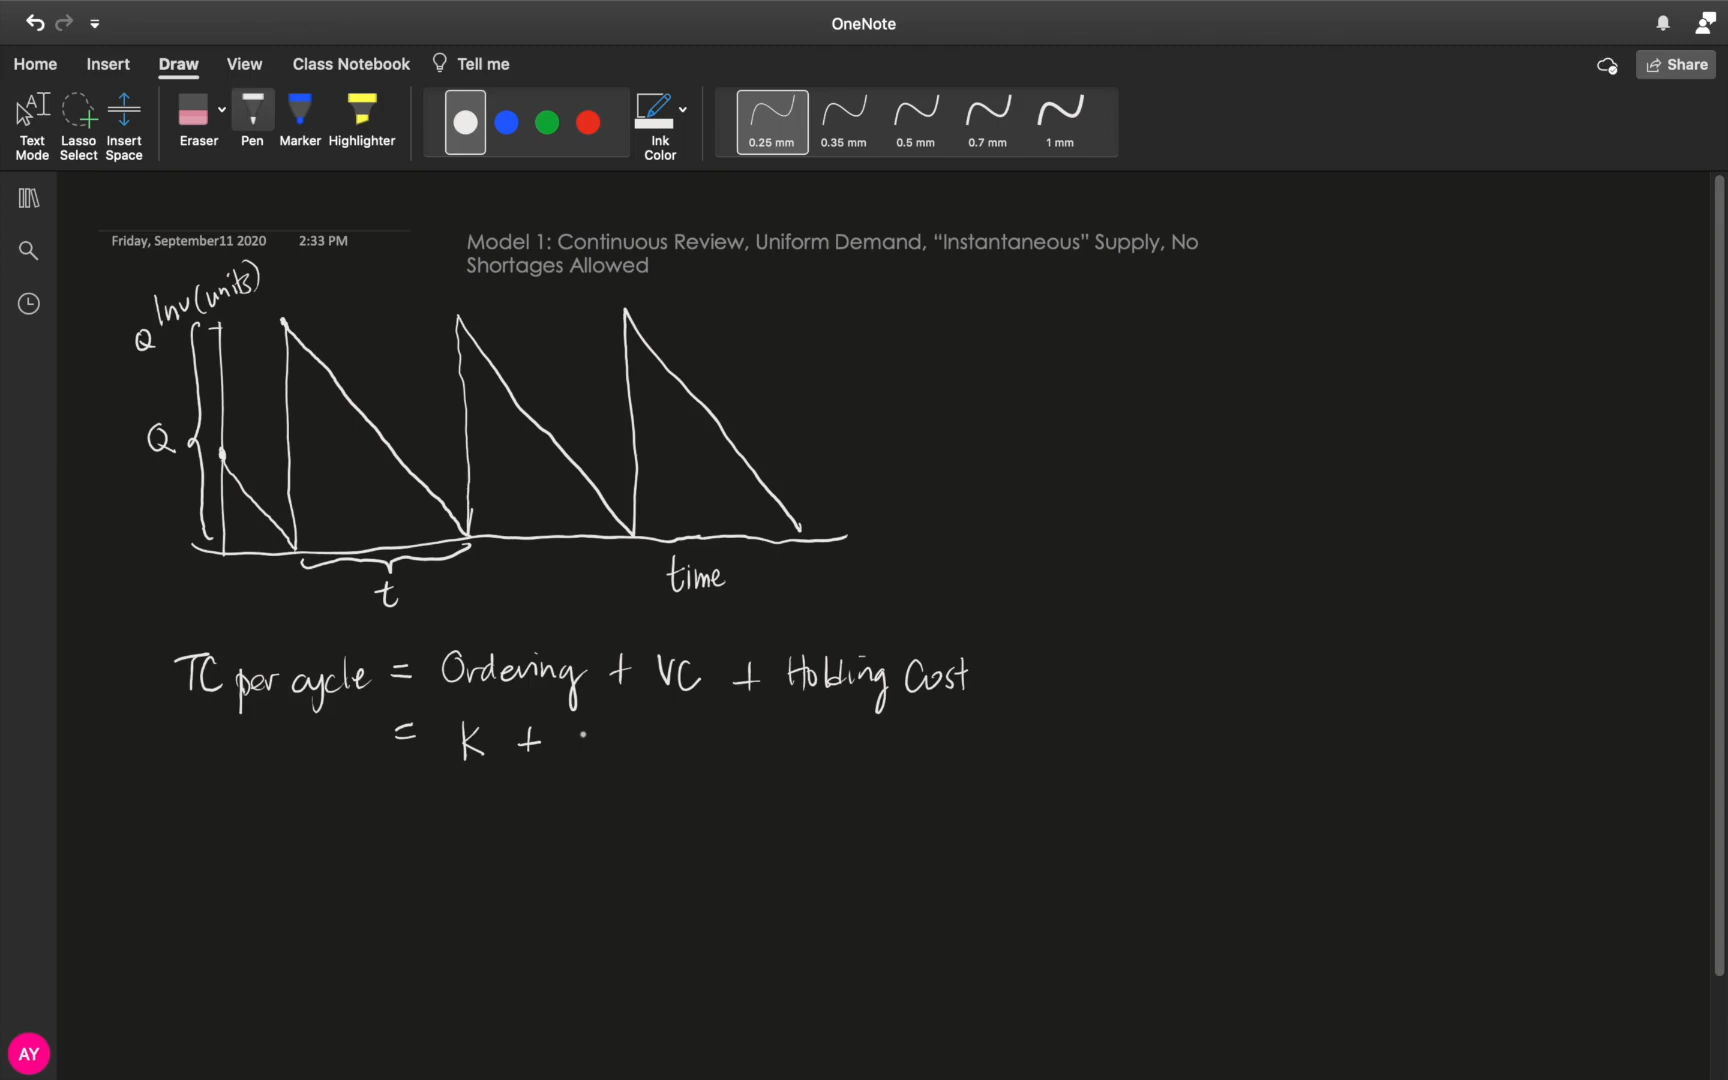 OneNote
Home Insert Draw View Class Notebook Tell me
Share
Text Mode
Lasso Select
Insert Space
Eraser
Pen
Marker
Highlighter
Ink Color
0.25 mm
0.35 mm
0.5 mm
0.7 mm
1 mm
Friday, September11 2020 2:33 PM
Model 1: Continuous Review, Uniform Demand, “Instantaneous” Supply, No
Shortages Allowed
Inv(units)
Q
Q
t
time
TC per cycle = Ordering + VC + Holding Cost
= K +
AY